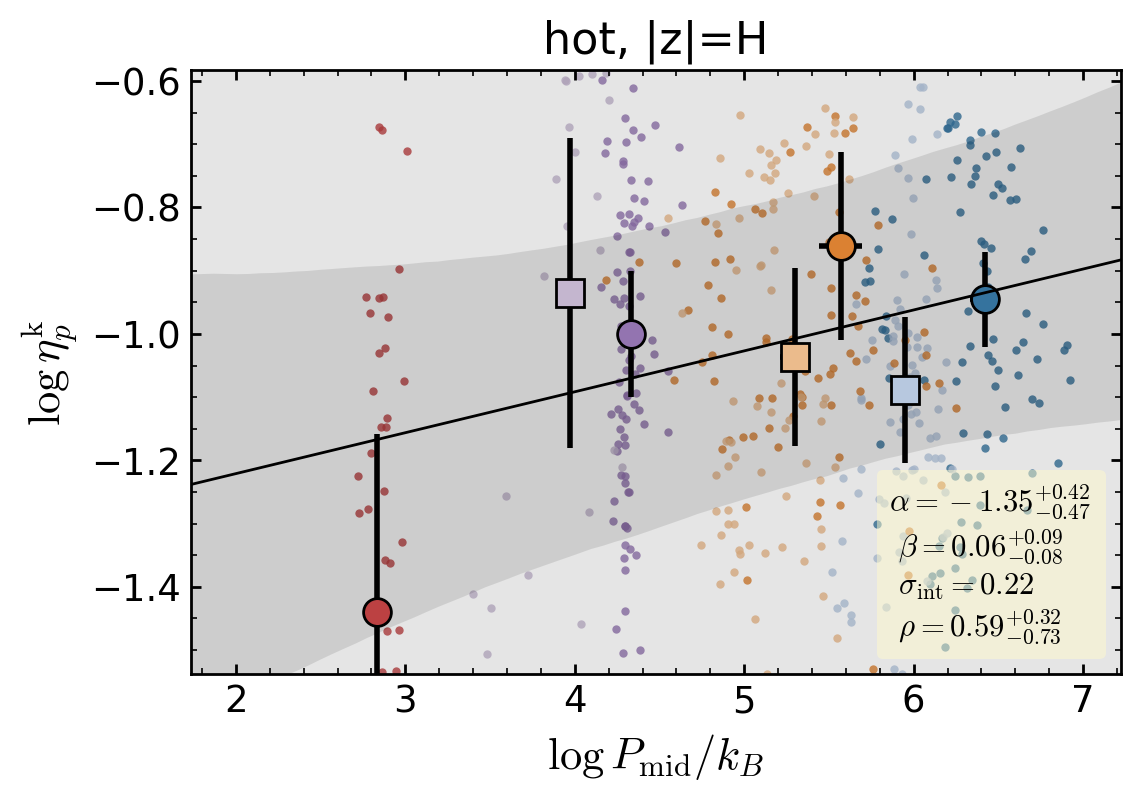 hot, |z|=H
log η_p^k
−0.6
−0.8
−1.0
−1.2
−1.4
α = −1.35^{+0.42}_{−0.47}
β = 0.06^{+0.09}_{−0.08}
σ_int = 0.22
ρ = 0.59^{+0.32}_{−0.73}
2 3 4 5 6 7
log P_mid/k_B